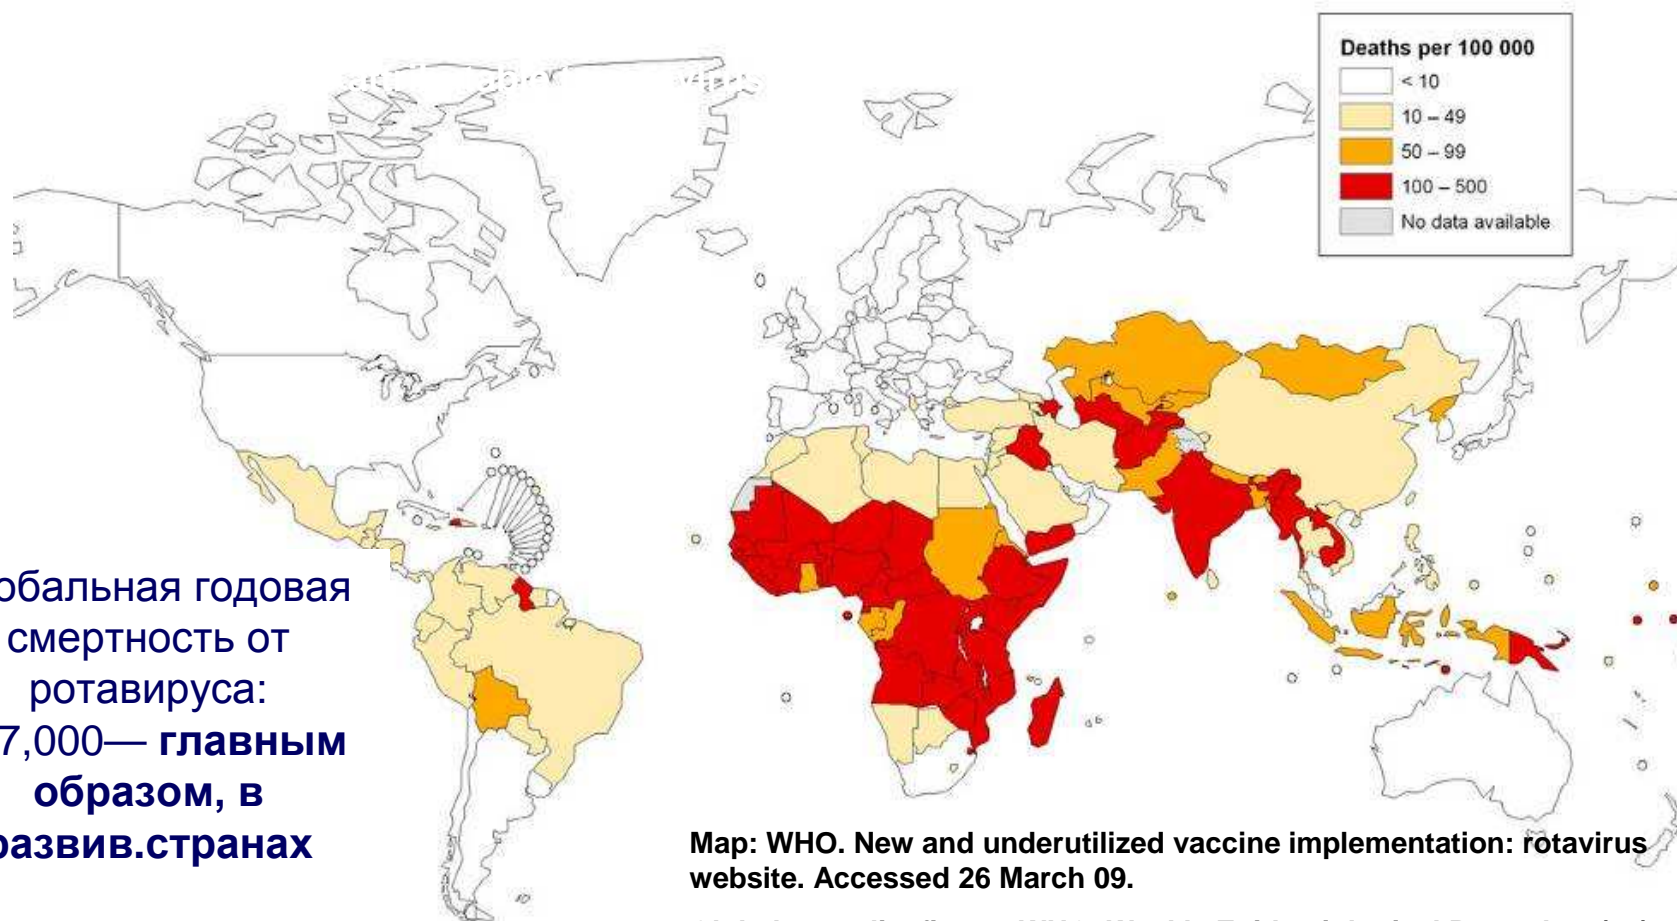 Deaths per 100 000
< 10
10 – 49
50 – 99
100 – 500
No data available
обальная годовая
смертность от
ротавируса:
7,000— главным
образом, в
развив.странах
Map: WHO. New and underutilized vaccine implementation: rotavirus
website. Accessed 26 March 09.